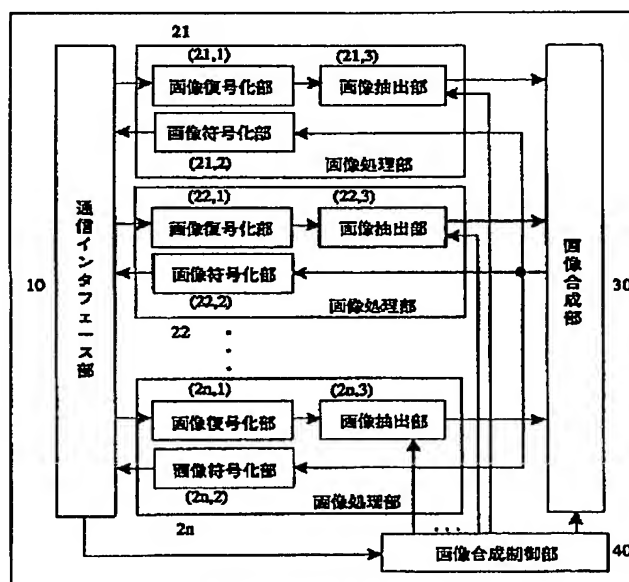 21
(21,1)
(21,3)
画像復号化部
画像抽出部
画像符号化部
(21,2)
画像処理部
(22,1)
(22,3)
画像復号化部
画像抽出部
画像符号化部
(22,2)
画像処理部
22
通信インタフェース部
10
画像合成部
30
(2n,1)
(2n,3)
画像復号化部
画像抽出部
画像符号化部
(2n,2)
画像処理部
2n
画像合成制御部
40